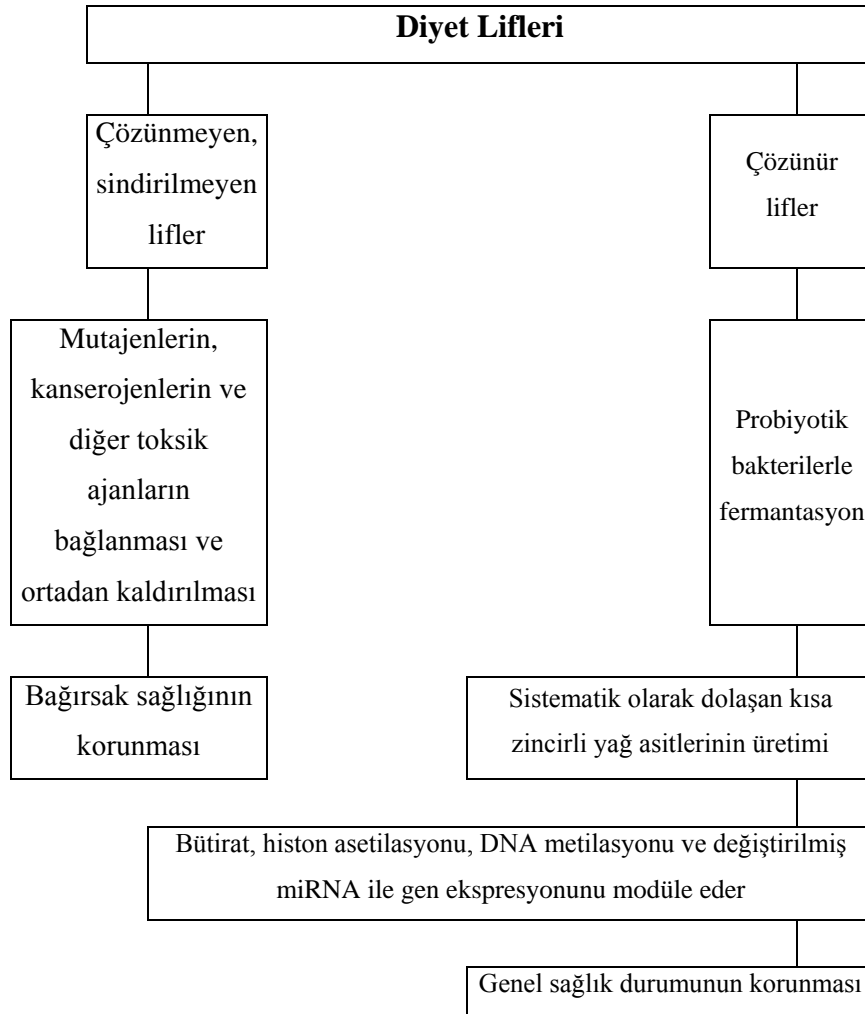 Diyet Lifleri
Çözünmeyen,
sindirilmeyen
lifler
Çözünür
lifler
Mutajenlerin,
kanserojenlerin ve
diğer toksik
ajanların
bağlanması ve
ortadan kaldırılması
Probiyotik
bakterilerle
fermantasyon
Bağırsak sağlığının
korunması
Sistematik olarak dolaşan kısa
zincirli yağ asitlerinin üretimi
Bütirat, histon asetilasyonu, DNA metilasyonu ve değiştirilmiş
miRNA ile gen ekspresyonunu modüle eder
Genel sağlık durumunun korunması